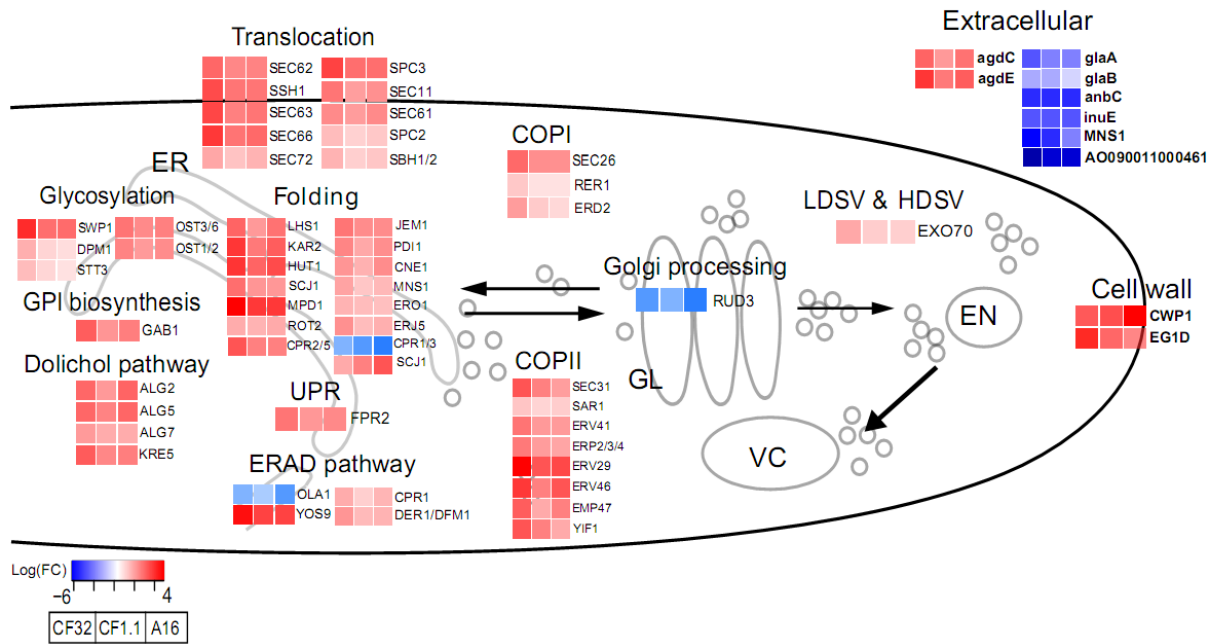 Extracellular
agdC
agdE
glaA
glaB
anbC
inuE
MNS1
AO090011000461
Translocation
SEC62
SSH1
SEC63
SEC66
SEC72
SPC3
SEC11
SEC61
SPC2
SBH1/2
ER
COPI
SEC26
RER1
ERD2
Glycosylation
SWP1
DPM1
STT3
OST3/6
OST1/2
Folding
LHS1
KAR2
HUT1
SCJ1
MPD1
ROT2
CPR2/5
JEM1
PDI1
CNE1
MNS1
ERO1
ERJ5
CPR1/3
SCJ1
LDSV & HDSV
EXO70
Golgi processing
RUD3
GL
EN
VC
Cell wall
CWP1
EG1D
GPI biosynthesis
GAB1
Dolichol pathway
ALG2
ALG5
ALG7
KRE5
UPR
FPR2
COPII
SEC31
SAR1
ERV41
ERP2/3/4
ERV29
ERV46
EMP47
YIF1
ERAD pathway
OLA1
YOS9
CPR1
DER1/DFM1
Log(FC)
−6 4
CF32 CF1.1 A16